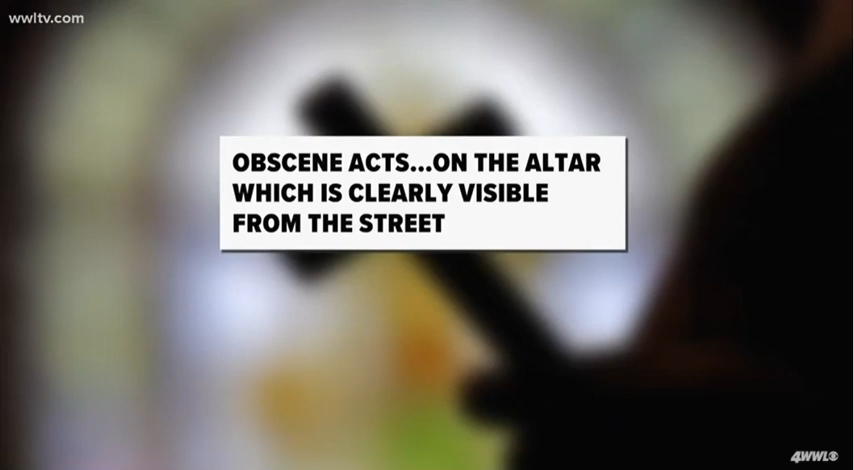 wwltv.com
OBSCENE ACTS...ON THE ALTAR
WHICH IS CLEARLY VISIBLE
FROM THE STREET
4WWL